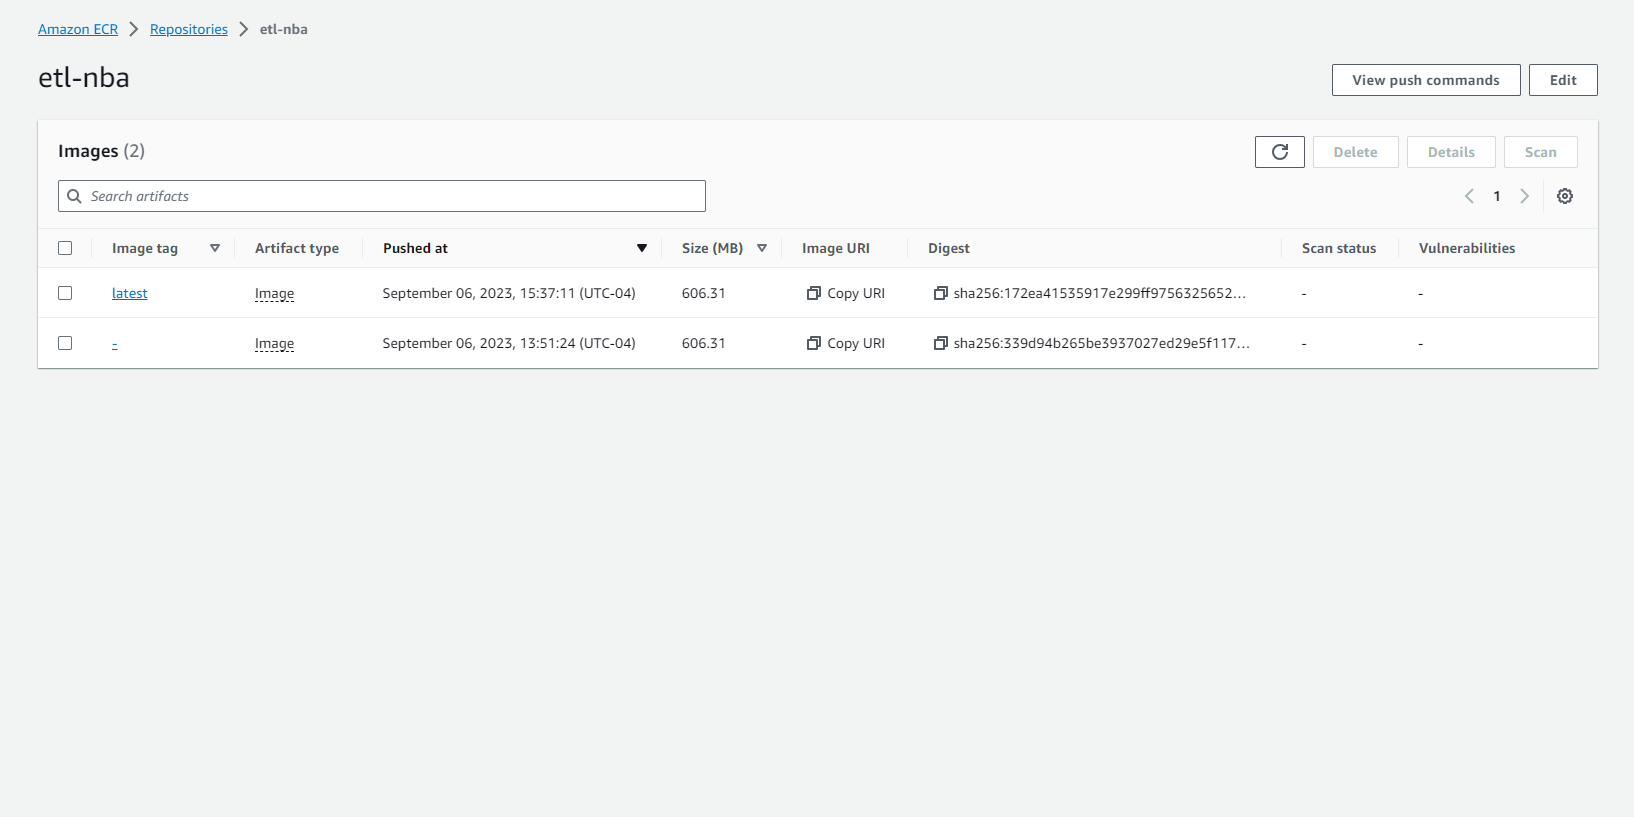 Amazon ECR > Repositories > etl-nba
etl-nba
View push commands Edit
Images (2)
Delete Details Scan
Search artifacts
1
Image tag Artifact type Pushed at Size (MB) Image URI Digest Scan status Vulnerabilities
latest Image September 06, 2023, 15:37:11 (UTC-04) 606.31 Copy URI sha256:172ea41535917e299ff9756325652... - -
- Image September 06, 2023, 13:51:24 (UTC-04) 606.31 Copy URI sha256:339d94b265be3937027ed29e5f117... - -